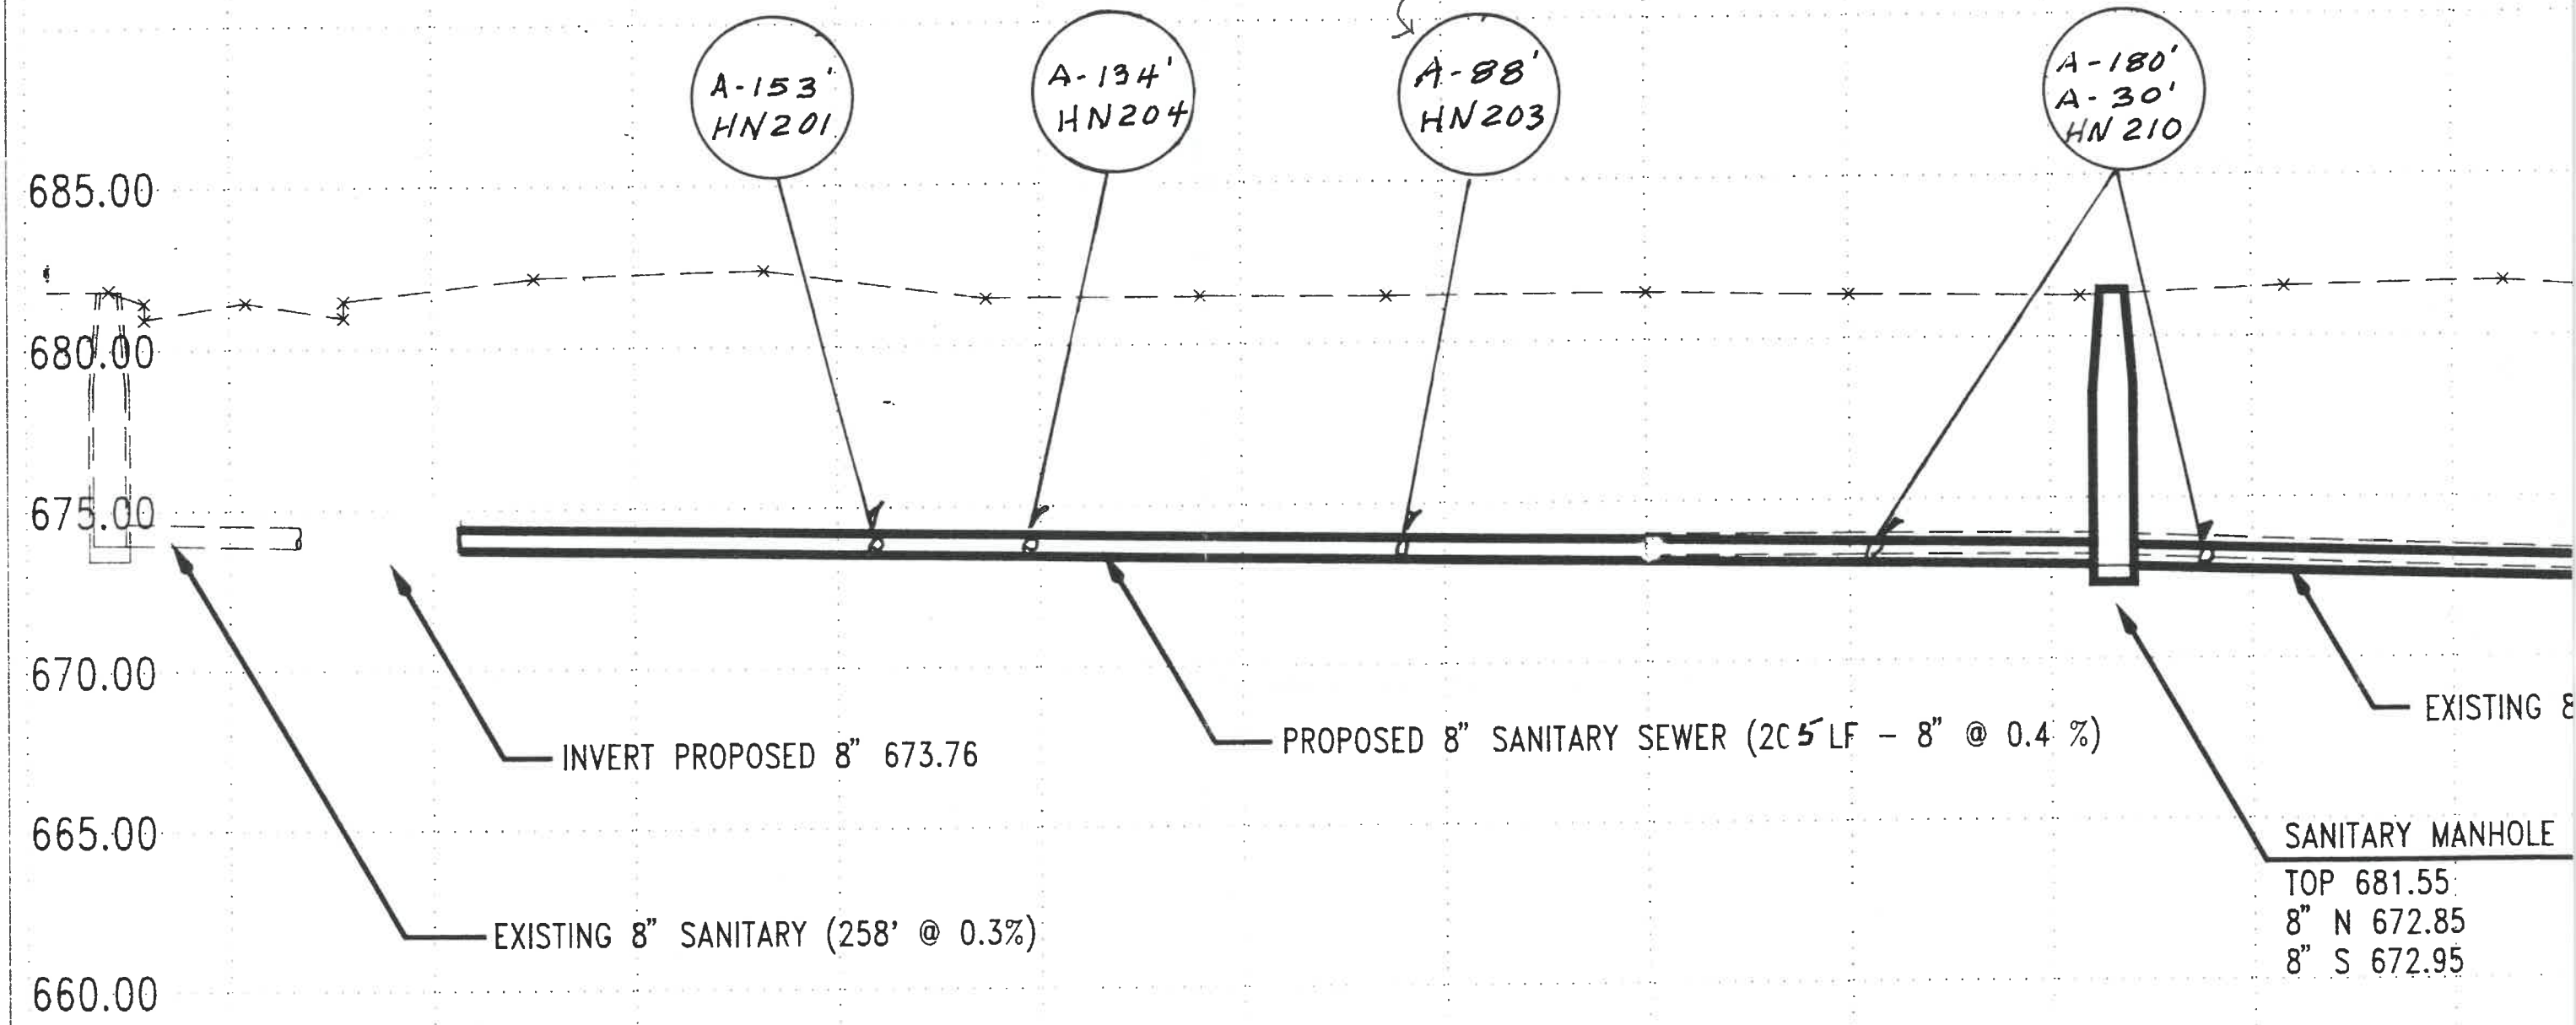 A-153'
HN201
A-134'
HN204
A-88'
HN203
A-180'
A-30'
HN210
685.00
680.00
675.00
670.00
665.00
660.00
INVERT PROPOSED 8" 673.76
EXISTING 8" SANITARY (258' @ 0.3%)
PROPOSED 8" SANITARY SEWER (205 LF - 8" @ 0.4 %)
EXISTING 8
SANITARY MANHOLE
TOP 681.55
8" N 672.85
8" S 672.95